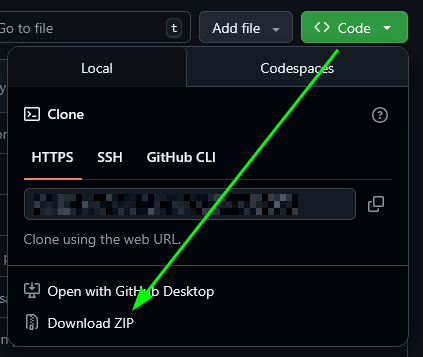 Go to file
t
Add file
Code
Local
Codespaces
Clone
HTTPS
SSH
GitHub CLI
Clone using the web URL.
Open with GitHub Desktop
Download ZIP